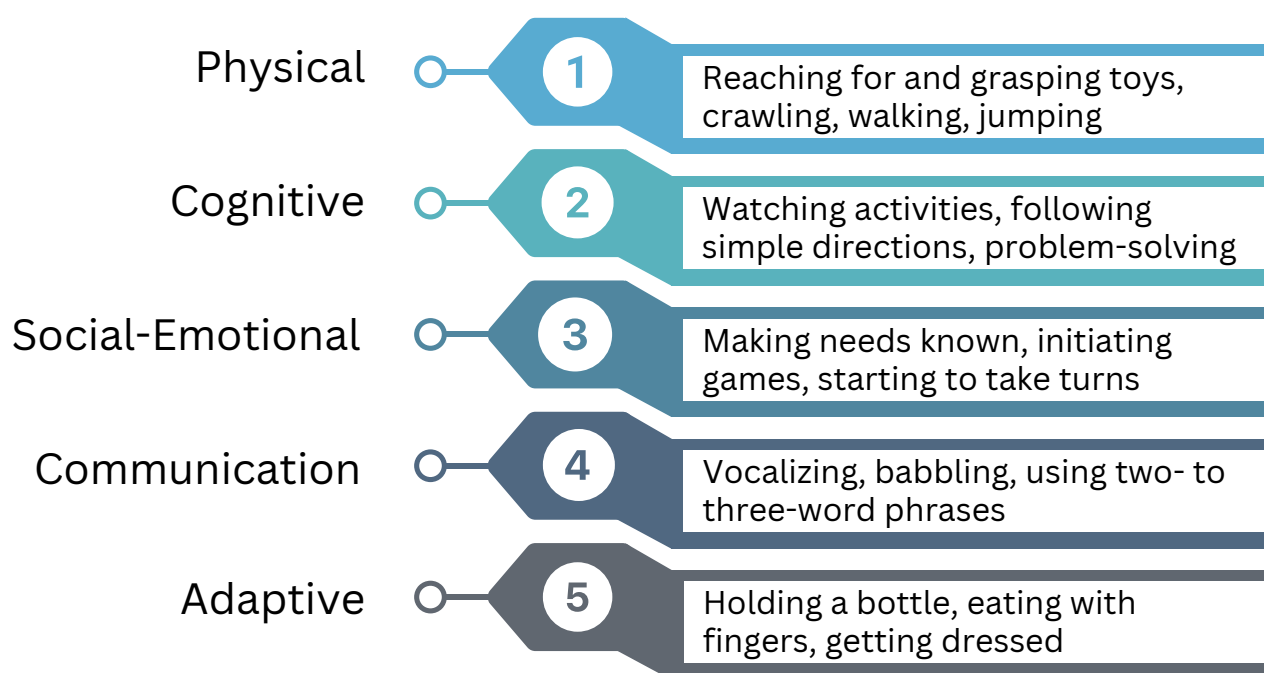 Physical
1
Reaching for and grasping toys,
crawling, walking, jumping
Cognitive
2
Watching activities, following
simple directions, problem-solving
Social-Emotional
3
Making needs known, initiating
games, starting to take turns
Communication
4
Vocalizing, babbling, using two- to
three-word phrases
Adaptive
5
Holding a bottle, eating with
fingers, getting dressed